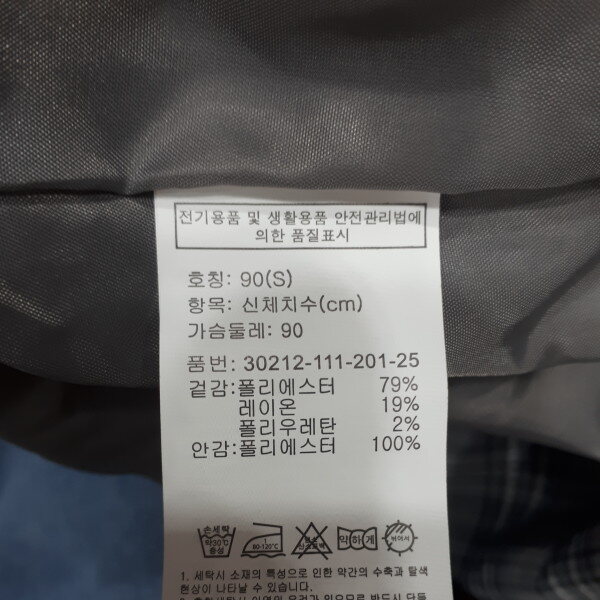 전기용품 및 생활용품 안전관리법에
의한 품질표시
호칭: 90(S)
항목: 신체치수(cm)
가슴둘레: 90
품번: 30212-111-201-25
겉감:폴리에스터 79%
레이온 19%
폴리우레탄 2%
안감:폴리에스터 100%
손세탁
약30℃
중성
1 80-120℃
약하게
뉘어서
1. 세탁시 소재의 특성으로 인한 약간의 수축과 탈색
현상이 나타날 수 있습니다.